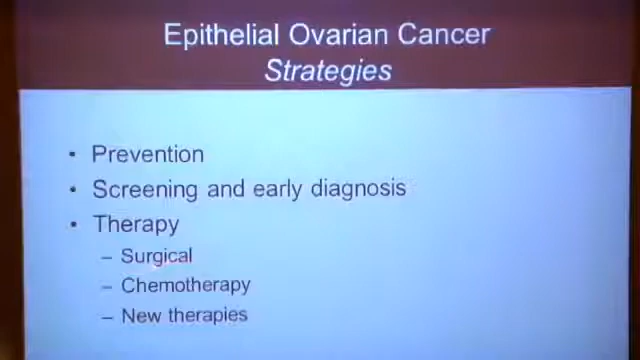 Epithelial Ovarian Cancer
Strategies
• Prevention
• Screening and early diagnosis
• Therapy
– Surgical
– Chemotherapy
– New therapies